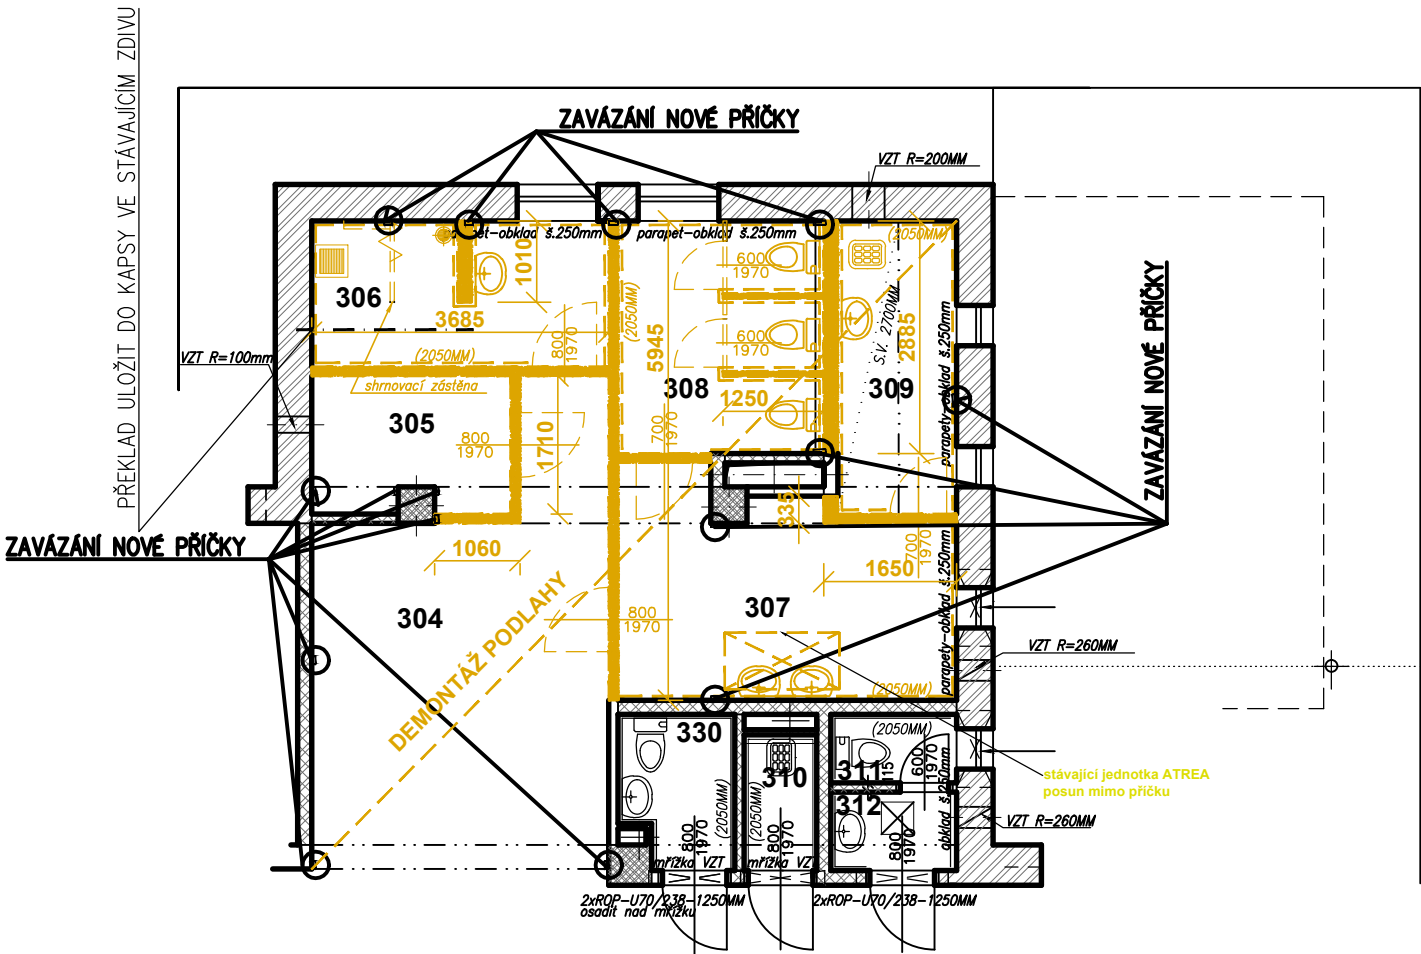 PŘEKLAD ULOŽIT DO KAPSY VE STÁVAJÍCÍM ZDIVU
ZAVÁZÁNÍ NOVÉ PŘÍČKY
VZT R=200MM
parapet-obklad š.250mm
(2050MM)
1010
600
1970
306
3685
(2050MM)
800
1970
(2050MM)
5945
600
1970
S.V. 2700MM
2885
parapety-obklad š.250mm
ZAVÁZÁNÍ NOVÉ PŘÍČKY
VZT R=100mm
shrnovací zástěna
308
1250
309
305
800
1970
1710
700
1970
335
ZAVÁZÁNÍ NOVÉ PŘÍČKY
1060
700
1970
1650
304
307
800
1970
DEMONTÁŽ PODLAHY
parapety-obklad š.250mm
VZT R=260MM
(2050MM)
330
(2050MM)
310
311
115
600
1970
312
stávající jednotka ATREA
posun mimo příčku
obklad š.250mm
VZT R=260MM
(2050MM)
(2050MM)
800
1970
800
1970
800
1970
mřížka VZT
mřížka VZT
2xROP-U70/238-1250MM
osadit nad mřížku
2xROP-U70/238-1250MM